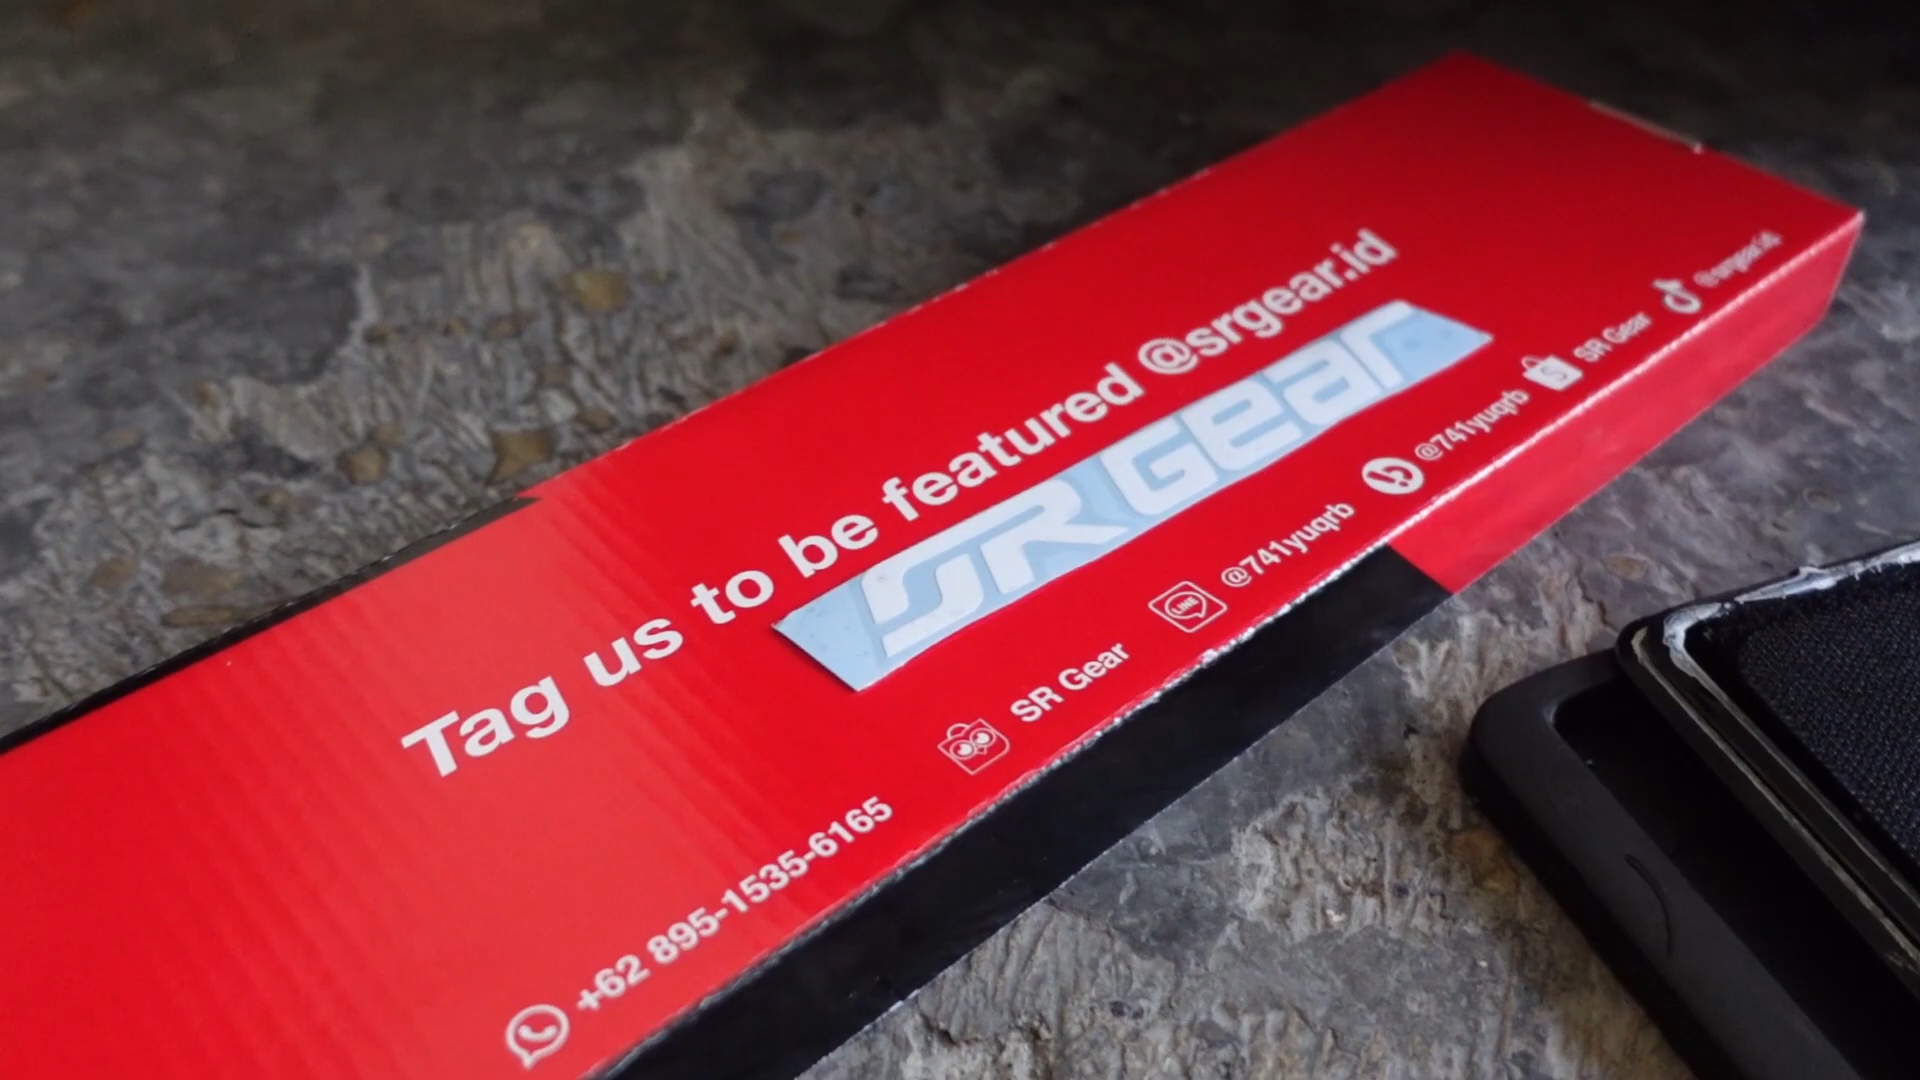 Tag us to be featured @srgear.id
SR Gear
+62 895-1535-6165
SR Gear
LINE
@741yuqrb
@741yuqrb
S
SR Gear
@srgear.id